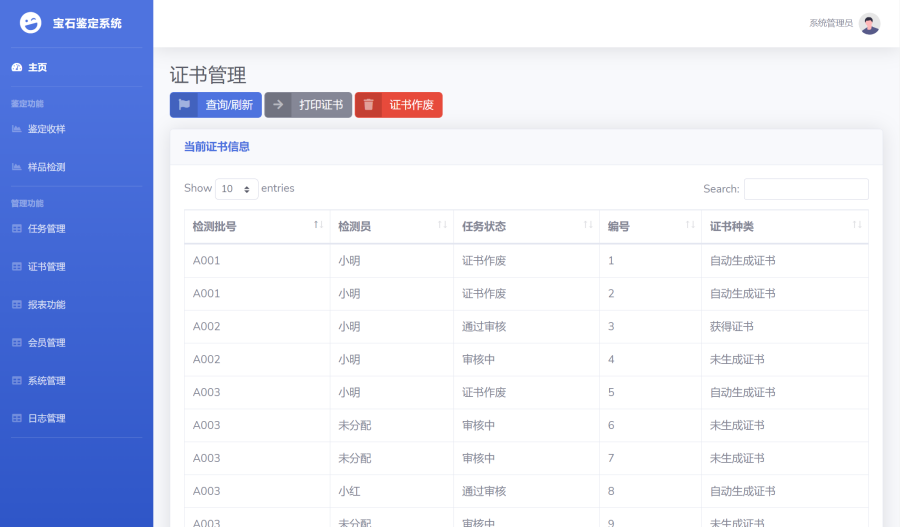 宝石鉴定系统
系统管理员
主页
鉴定功能
鉴定收样
样品检测
管理功能
任务管理
证书管理
报表功能
会员管理
系统管理
日志管理
证书管理
查询/刷新 打印证书 证书作废
当前证书信息
Show 10 entries Search:
检测批号 检测员 任务状态 编号 证书种类
A001 小明 证书作废 1 自动生成证书
A001 小明 证书作废 2 自动生成证书
A002 小明 通过审核 3 获得证书
A002 小明 审核中 4 未生成证书
A003 小明 证书作废 5 自动生成证书
A003 未分配 审核中 6 未生成证书
A003 未分配 审核中 7 未生成证书
A003 小红 通过审核 8 自动生成证书
A003 未分配 审核中 9 未生成证书